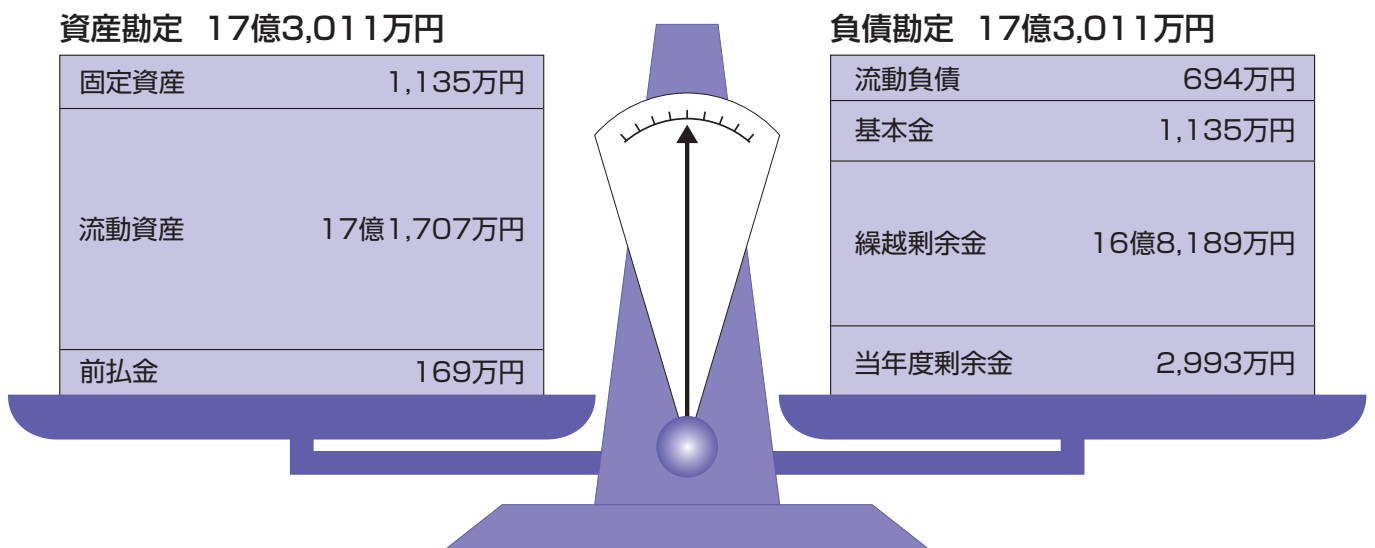 資産勘定 17億3,011万円
固定資産 1,135万円
流動資産 17億1,707万円
前払金 169万円
負債勘定 17億3,011万円
流動負債 694万円
基本金 1,135万円
繰越剰余金 16億8,189万円
当年度剰余金 2,993万円